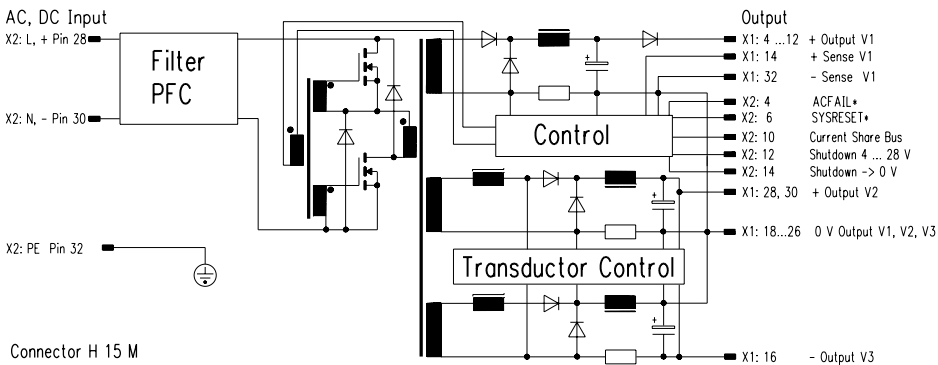 AC, DC Input
X2: L, + Pin 28
X2: N, - Pin 30
X2: PE Pin 32
Connector H 15 M
Filter
PFC
Control
Transductor Control
+
+
+
Output
X1: 4 ...12 + Output V1
X1: 14 + Sense V1
X1: 32 - Sense V1
X2: 4 ACFAIL*
X2: 6 SYSRESET*
X2: 10 Current Share Bus
X2: 12 Shutdown 4 ... 28 V
X2: 14 Shutdown -> 0 V
X1: 28, 30 + Output V2
X1: 18...26 0 V Output V1, V2, V3
X1: 16 - Output V3